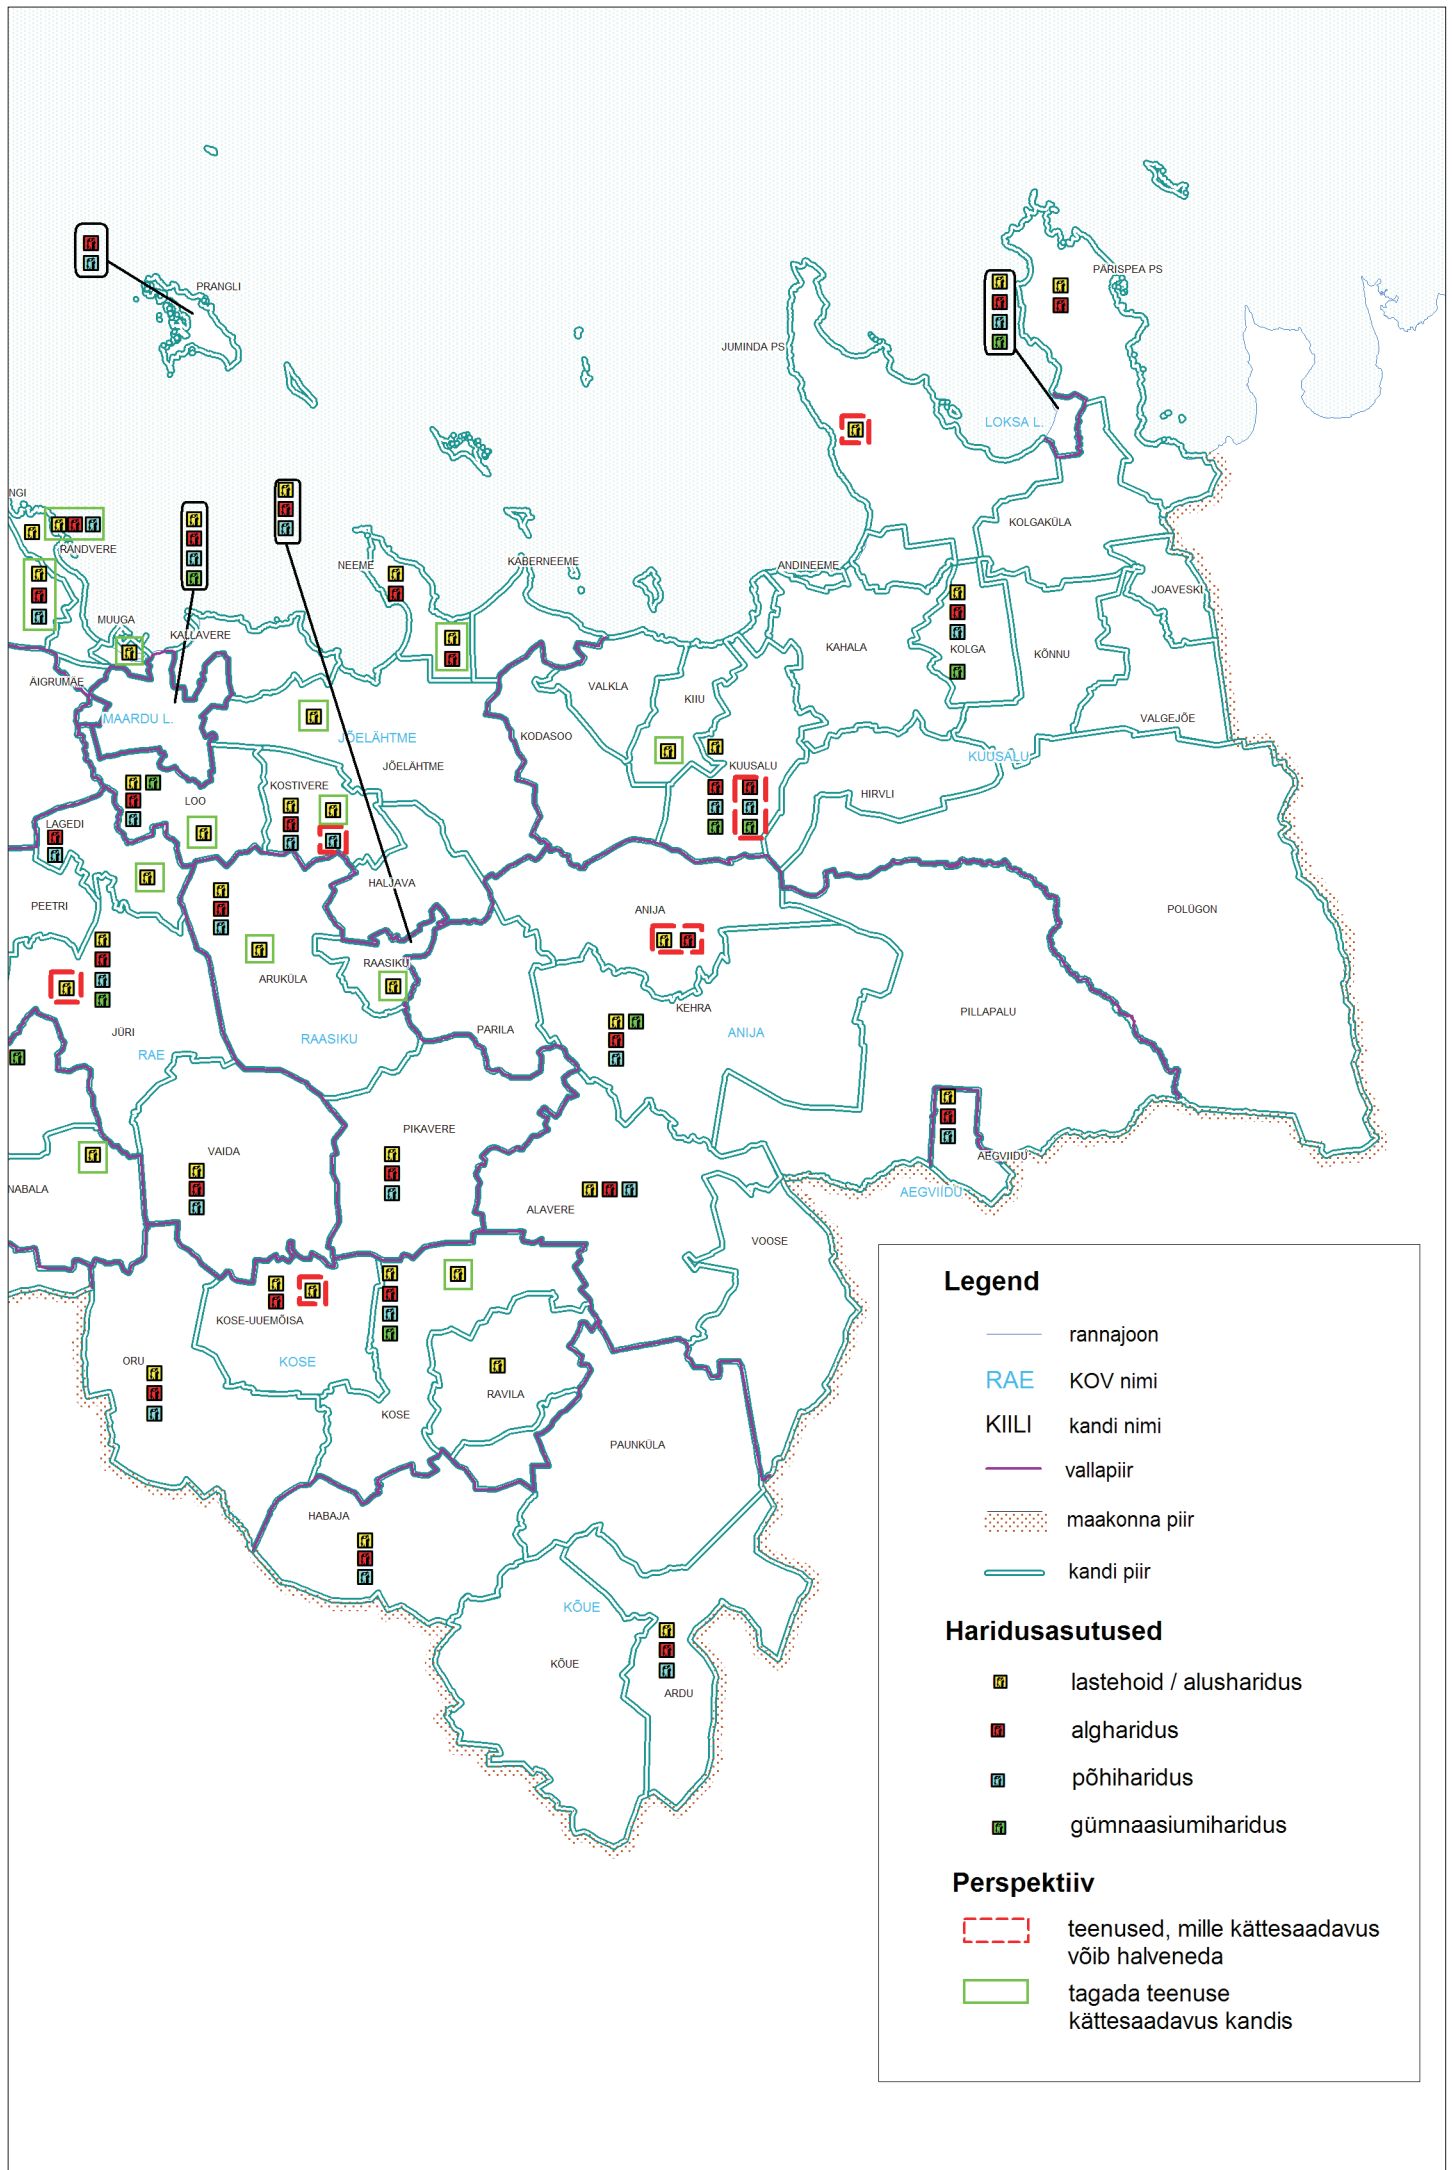 PRANGLI
PÄRISPEA PS
JUMINDA PS
LOKSA L.
NGI
RANDVERE
KOLGAKÜLA
NEEME
KABERNEEME
ANDINEEME
JOAVESKI
MUUGA
KALLAVERE
KAHALA
KOLGA
KÕNNU
ÄIGRUMÄE
VALKLA
KIIU
MAARDU L.
VALGEJÕE
JÕELÄHTME
KODASOO
KUUSALU
JÕELÄHTME
KUUSALU
KOSTIVERE
HIRVLI
LOO
LAGEDI
HALJAVA
PEETRI
ANIJA
POLÜGON
RAASIKU
ARUKÜLA
KEHRA
PILLAPALU
JÜRI
PARILA
ANIJA
RAASIKU
RAE
PIKAVERE
VAIDA
AEGVIIDU
NABALA
AEGVIIDU
ALAVERE
VOOSE
KOSE-UUEMÕISA
ORU
KOSE
RAVILA
KOSE
PAUNKÜLA
HABAJA
KÕUE
KÕUE
ARDU
Legend
rannajoon
RAE KOV nimi
KIILI kandi nimi
vallapiir
maakonna piir
kandi piir
Haridusasutused
lastehoid / alusharidus
algharidus
põhiharidus
gümnaasiumiharidus
Perspektiiv
teenused, mille kättesaadavus
võib halveneda
tagada teenuse
kättesaadavus kandis